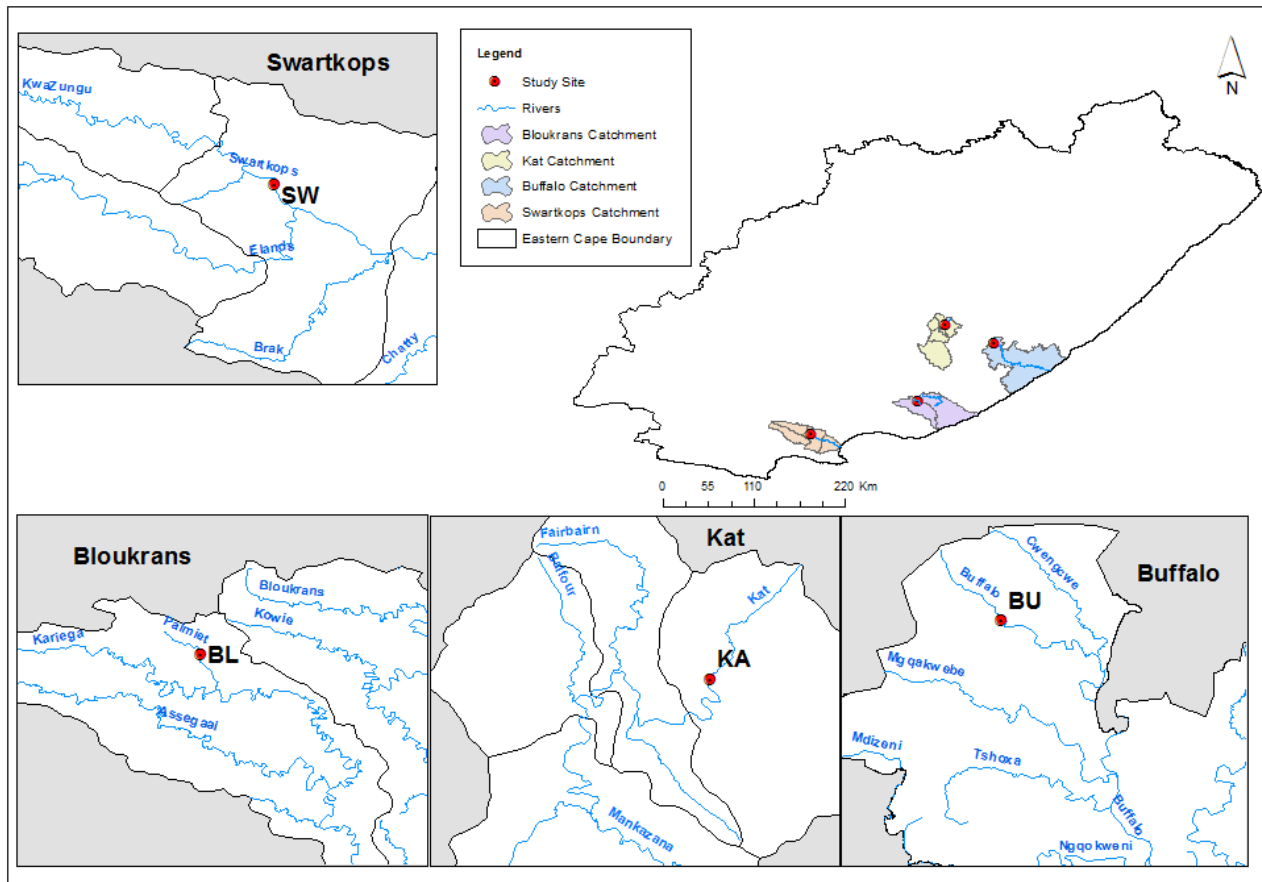 Swartkops
KwaZungu
Swartkops
SW
Elands
Brak
Chatty
Legend
Study Site
Rivers
Bloukrans Catchment
Kat Catchment
Buffalo Catchment
Swartkops Catchment
Eastern Cape Boundary
N
0 55 110 220 Km
Bloukrans
Bloukrans
Kowie
Palmiet
Kariega
BL
Assegaai
Kat
Fairbairn
Balfour
Kat
KA
Mankazana
Buffalo
Cwengcwe
Buffalo
BU
Mgqakwebe
Mdizeni
Tshoxa
Buffalo
Ngqokweni